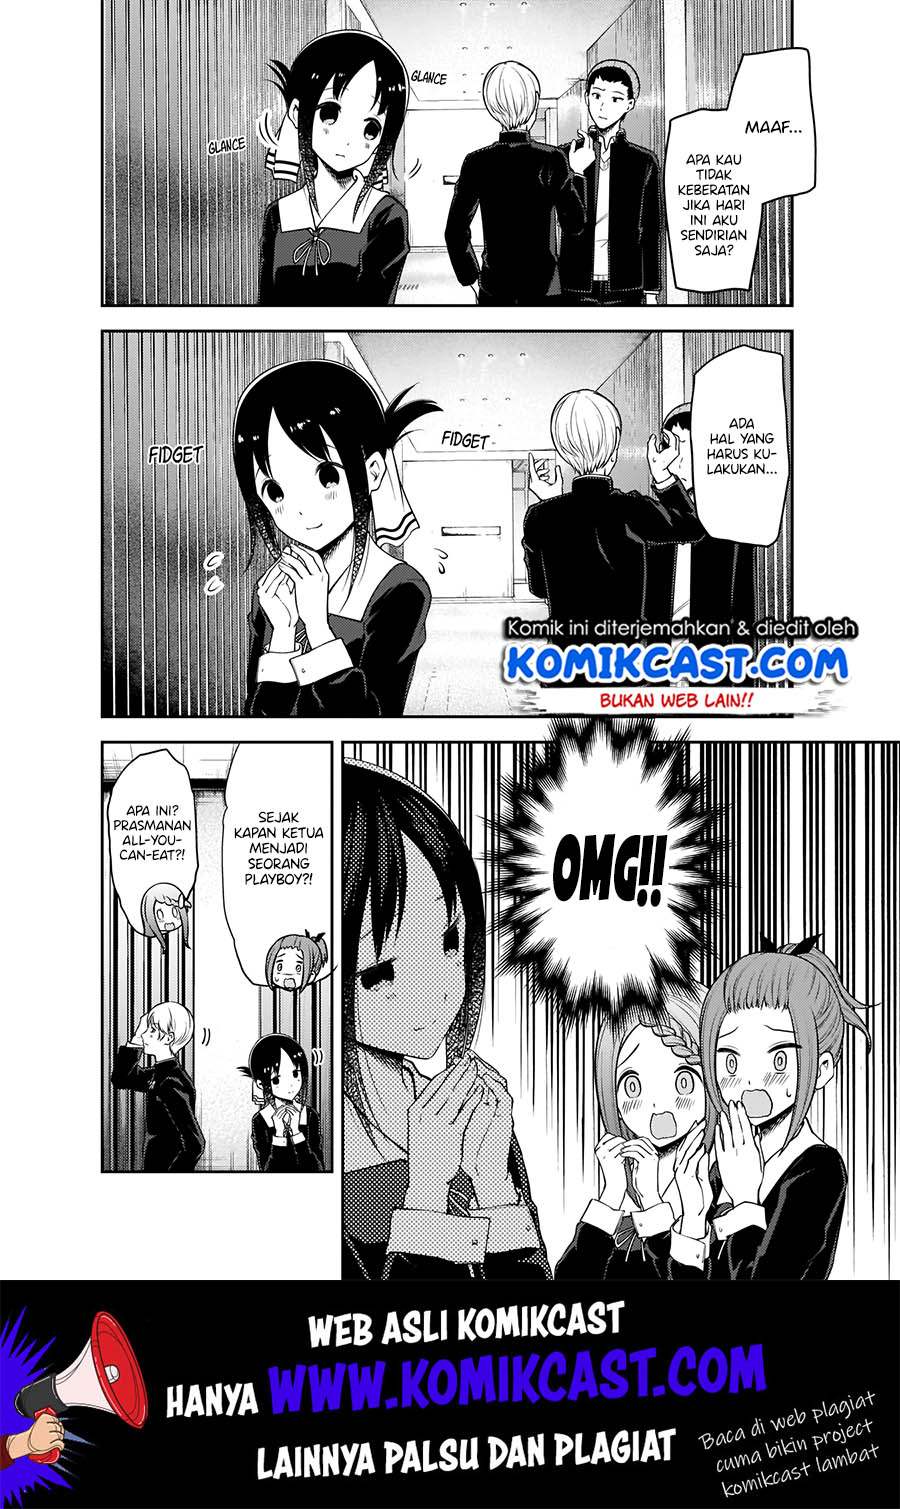 GLANCE
GLANCE
MAAF...
APA KAU
TIDAK
KEBERATAN
JIKA HARI
INI AKU
SENDIRIAN
SAJA?
FIDGET
FIDGET
ADA
HAL YANG
HARUS KU-
LAKUKAN...
Komik ini diterjemahkan & diedit oleh
KOMIKCAST.COM
BUKAN WEB LAIN!!
OMG!!
SEJAK
KAPAN KETUA
MENJADI
SEORANG
PLAYBOY?!
APA INI?
PRASMANAN
ALL-YOU-
CAN-EAT?!
WEB ASLI KOMIKCAST
HANYA WWW.KOMIKCAST.COM
LAINNYA PALSU DAN PLAGIAT
Baca di web plagiat
cuma bikin project
komikcast lambat